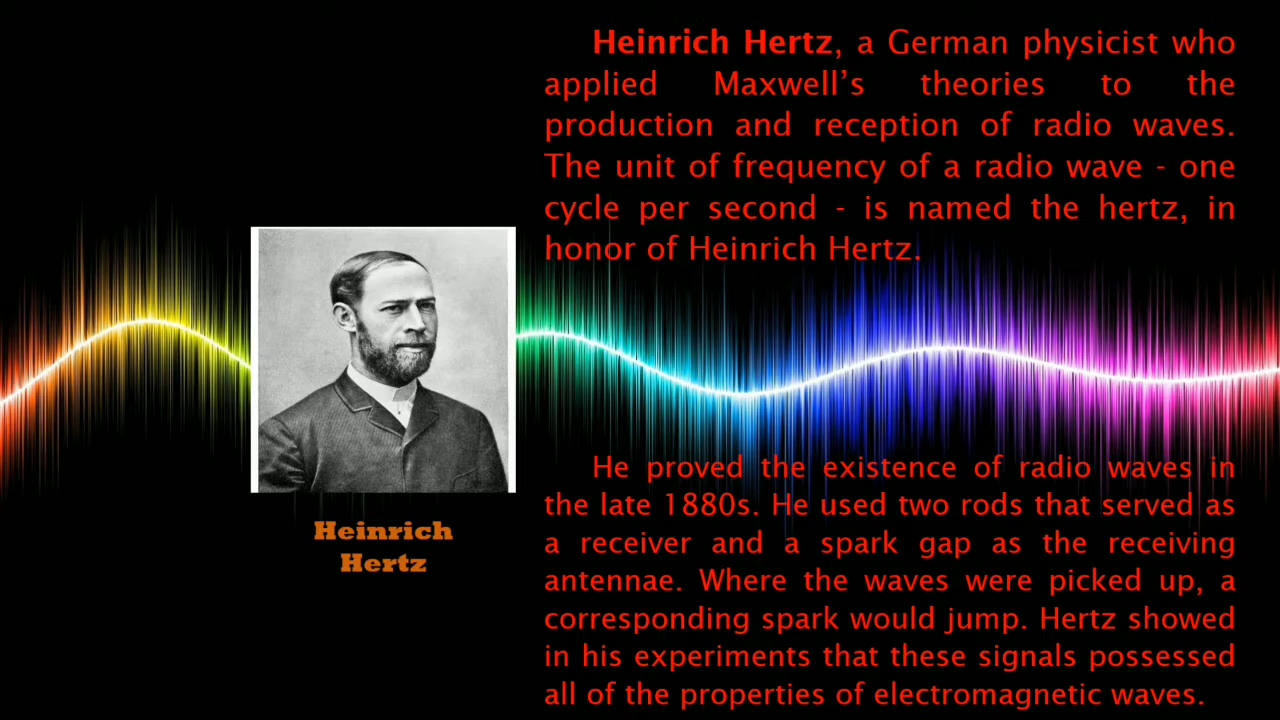 Heinrich Hertz, a German physicist who
applied Maxwell’s theories to the
production and reception of radio waves.
The unit of frequency of a radio wave - one
cycle per second - is named the hertz, in
honor of Heinrich Hertz.
Heinrich
Hertz
He proved the existence of radio waves in
the late 1880s. He used two rods that served as
a receiver and a spark gap as the receiving
antennae. Where the waves were picked up, a
corresponding spark would jump. Hertz showed
in his experiments that these signals possessed
all of the properties of electromagnetic waves.